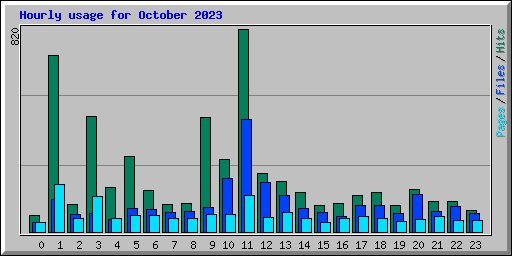 Hourly usage for October 2023
820
Pages/Files/Hits
0 1 2 3 4 5 6 7 8 9 10 11 12 13 14 15 16 17 18 19 20 21 22 23